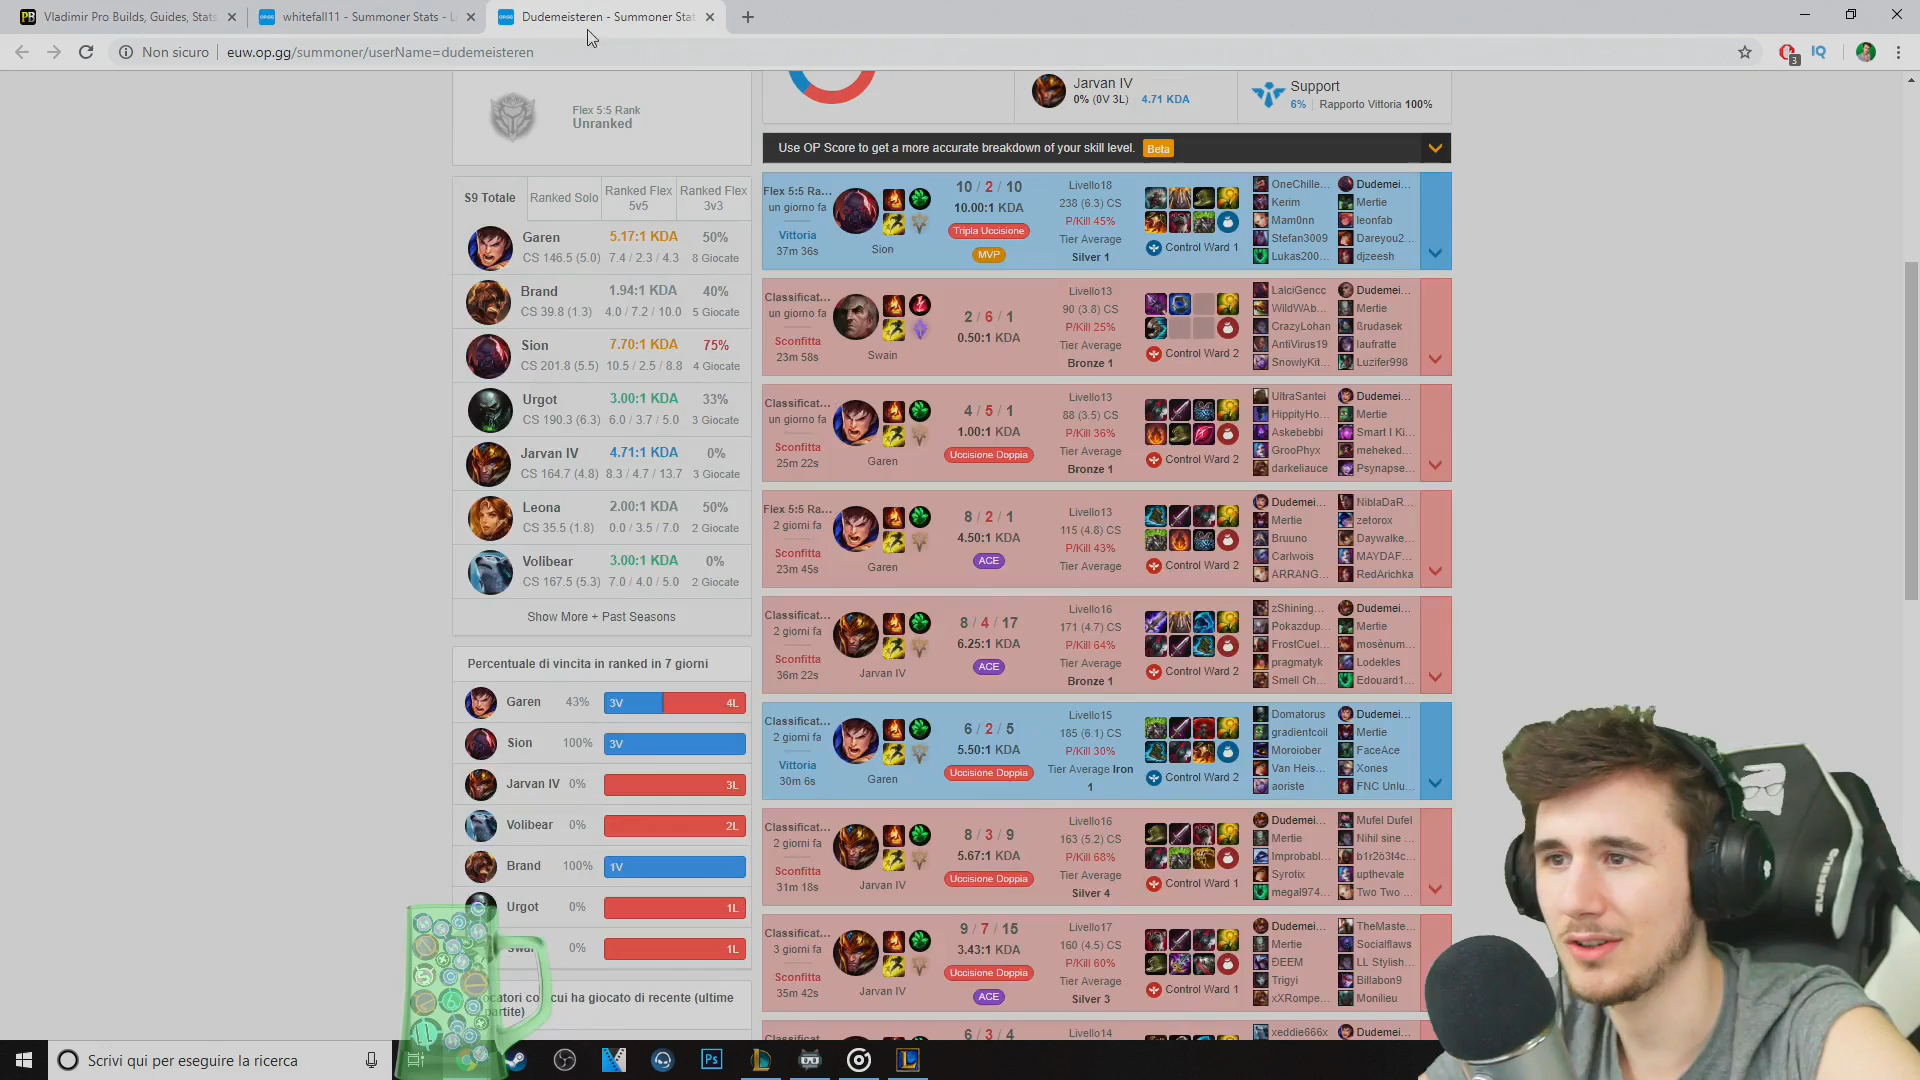 Vladimir Pro Builds, Guides, Stats
whitefall11 - Summoner Stats - L
Dudemeisteren - Summoner Stat
Non sicuro
euw.op.gg/summoner/userName=dudemeisteren
Flex 5:5 Rank
Unranked
Jarvan IV
0% (0V 3L) 4.71 KDA
Support
6% Rapporto Vittoria 100%
Use OP Score to get a more accurate breakdown of your skill level. Beta
S9 Totale
Ranked Solo
Ranked Flex 5v5
Ranked Flex 3v3
Garen 5.17:1 KDA 50%
CS 146.5 (5.0) 7.4 / 2.3 / 4.3 8 Giocate
Brand 1.94:1 KDA 40%
CS 39.8 (1.3) 4.0 / 7.2 / 10.0 5 Giocate
Sion 7.70:1 KDA 75%
CS 201.8 (5.5) 10.5 / 2.5 / 8.8 4 Giocate
Urgot 3.00:1 KDA 33%
CS 190.3 (6.3) 6.0 / 3.7 / 5.0 3 Giocate
Jarvan IV 4.71:1 KDA 0%
CS 164.7 (4.8) 8.3 / 4.7 / 13.7 3 Giocate
Leona 2.00:1 KDA 50%
CS 35.5 (1.8) 0.0 / 3.5 / 7.0 2 Giocate
Volibear 3.00:1 KDA 0%
CS 167.5 (5.3) 7.0 / 4.0 / 5.0 2 Giocate
Show More + Past Seasons
Percentuale di vincita in ranked in 7 giorni
Garen 43% 3V 4L
Sion 100% 3V
Jarvan IV 0% 3L
Volibear 0% 2L
Brand 100% 1V
Urgot 0% 1L
0% 1L
cui ha giocato di recente (ultime
partite)
Flex 5:5 Ra...
un giorno fa
Vittoria
37m 36s
Sion
10 / 2 / 10
10.00:1 KDA
Tripla Uccisione
MVP
Livello18
238 (6.3) CS
P/Kill 45%
Tier Average
Silver 1
Control Ward 1
OneChille... Dudemei...
Kerim Mertie
Mam0nn leonfab
Stefan3009 Dareyou2...
Lukas200... djzeesh
Classificat...
un giorno fa
Sconfitta
23m 58s
Swain
2 / 6 / 1
0.50:1 KDA
Livello13
90 (3.8) CS
P/Kill 25%
Tier Average
Bronze 1
Control Ward 2
LalciGencc Dudemei...
WildWAb... Mertie
CrazyLohan ßrudasek
AntiVirus19 laufratte
SnowlyKit... Luzifer998
Classificat...
un giorno fa
Sconfitta
25m 22s
Garen
4 / 5 / 1
1.00:1 KDA
Uccisione Doppia
Livello13
88 (3.5) CS
P/Kill 36%
Tier Average
Bronze 1
Control Ward 2
UltraSantei Dudemei...
HippityHo... Mertie
Askebebbi Smart I Ki...
GrooPhyx meheked...
darkeliauce Psynapse...
Flex 5:5 Ra...
2 giorni fa
Sconfitta
23m 45s
Garen
8 / 2 / 1
4.50:1 KDA
ACE
Livello13
115 (4.8) CS
P/Kill 43%
Tier Average
Control Ward 2
Dudemei... NiblaDaR...
Mertie zetorox
Bruuno Daywalke...
Carlwois MAYDAF...
ARRANG... RedArichka
Classificat...
2 giorni fa
Sconfitta
36m 22s
Jarvan IV
8 / 4 / 17
6.25:1 KDA
ACE
Livello16
171 (4.7) CS
P/Kill 64%
Tier Average
Bronze 1
Control Ward 2
zShining... Dudemei...
Pokazdup... Mertie
FrostCuel... mosènum...
pragmatyk Lodekles
Smell Ch... Edouard1...
Classificat...
2 giorni fa
Vittoria
30m 6s
Garen
6 / 2 / 5
5.50:1 KDA
Uccisione Doppia
Livello15
185 (6.1) CS
P/Kill 30%
Tier Average Iron
1
Control Ward 2
Domatorus Dudemei...
gradientcoil Mertie
Moroiober FaceAce
Van Heis... Xones
aoriste FNC Unlu...
Classificat...
2 giorni fa
Sconfitta
31m 18s
Jarvan IV
8 / 3 / 9
5.67:1 KDA
Uccisione Doppia
Livello16
163 (5.2) CS
P/Kill 68%
Tier Average
Silver 4
Control Ward 1
Dudemei... Mufel Dufel
Mertie Nihil sine ...
Improbabl... b1r2ö3t4c...
Syrotix upthevale
megal974... Two Two ...
Classificat...
3 giorni fa
Sconfitta
35m 42s
Jarvan IV
9 / 7 / 15
3.43:1 KDA
Uccisione Doppia
ACE
Livello17
160 (4.5) CS
P/Kill 60%
Tier Average
Silver 3
Control Ward 1
Dudemei... TheMaste...
Mertie Socialflaws
ÐEEM LL Stylish...
Trigyi Billabon9
xXRompe... Monilieu
Classificat...
6 / 3 / 4
Livello14
xeddie666x Dudemei...
Scrivi qui per eseguire la ricerca